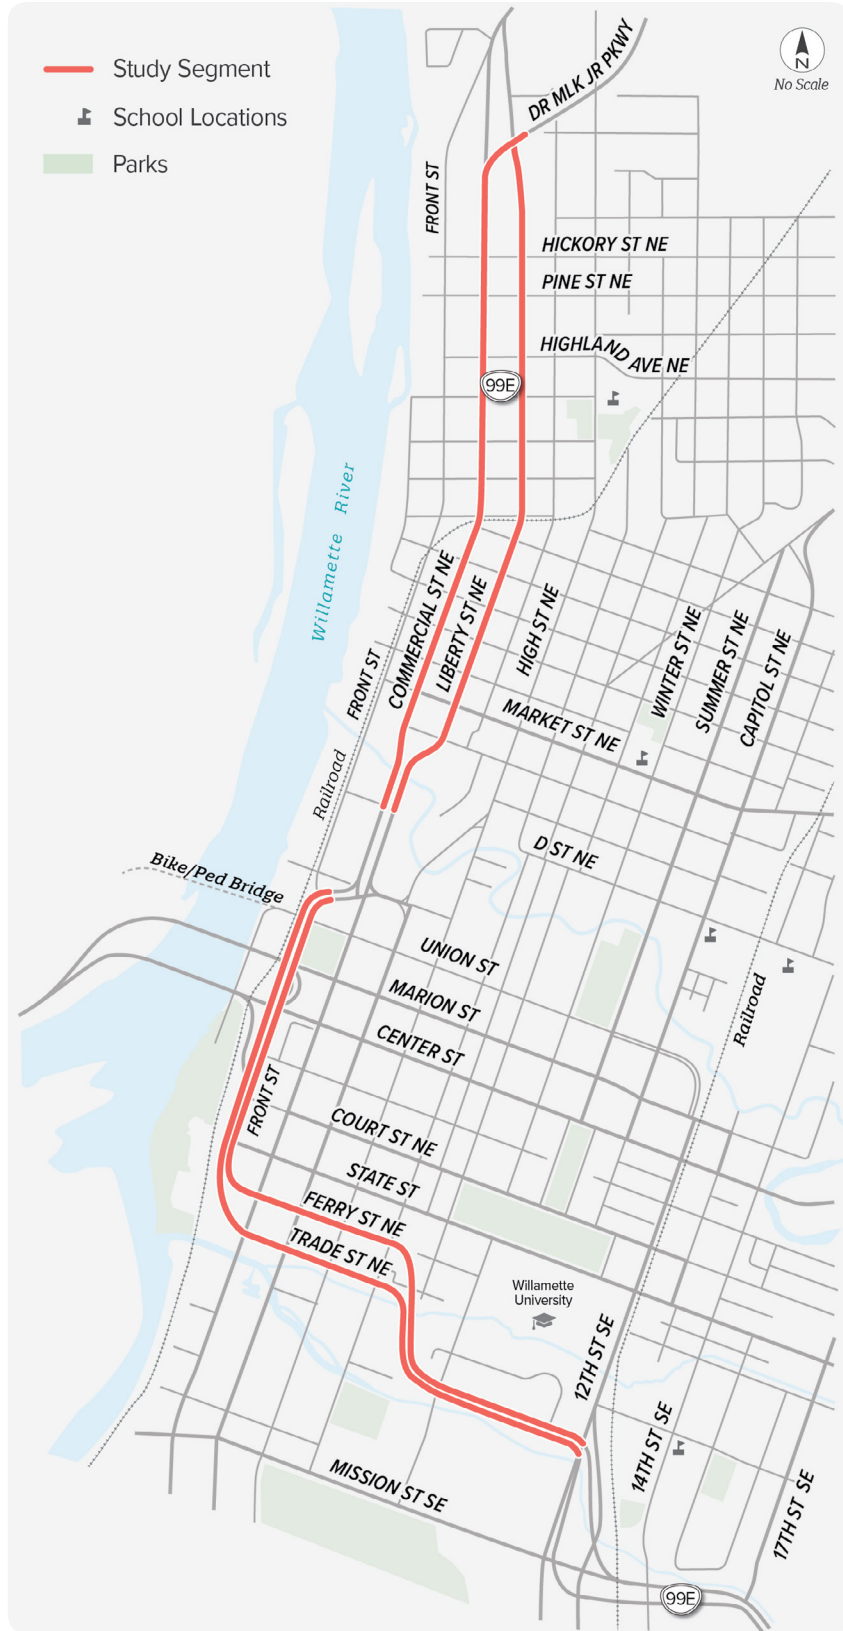 Study Segment
School Locations
Parks
N
No Scale
DR MLK JR PKWY
FRONT ST
HICKORY ST NE
PINE ST NE
HIGHLAND AVE NE
99E
Willamette River
COMMERCIAL ST NE
LIBERTY ST NE
HIGH ST NE
WINTER ST NE
SUMMER ST NE
CAPITOL ST NE
FRONT ST
MARKET ST NE
Railroad
D ST NE
Bike/Ped Bridge
UNION ST
MARION ST
CENTER ST
Railroad
FRONT ST
COURT ST NE
STATE ST
FERRY ST NE
TRADE ST NE
Willamette
University
12TH ST SE
14TH ST SE
MISSION ST SE
17TH ST SE
99E